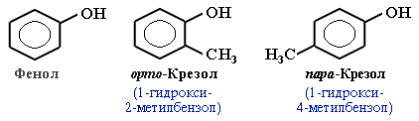 OH
OH
CH₃
OH
H₃C
Фенол
орто-Крезол
(1-гидрокси-
2-метилбензол)
пара-Крезол
(1-гидрокси-
4-метилбензол)